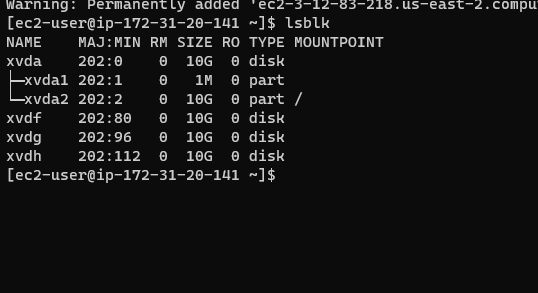 Warning: Permanently added 'ec2-3-12-83-218.us-east-2.compu
[ec2-user@ip-172-31-20-141 ~]$ lsblk
NAME    MAJ:MIN RM SIZE RO TYPE MOUNTPOINT
xvda    202:0    0  10G  0 disk
├─xvda1 202:1    0   1M  0 part
└─xvda2 202:2    0  10G  0 part /
xvdf    202:80   0  10G  0 disk
xvdg    202:96   0  10G  0 disk
xvdh    202:112  0  10G  0 disk
[ec2-user@ip-172-31-20-141 ~]$